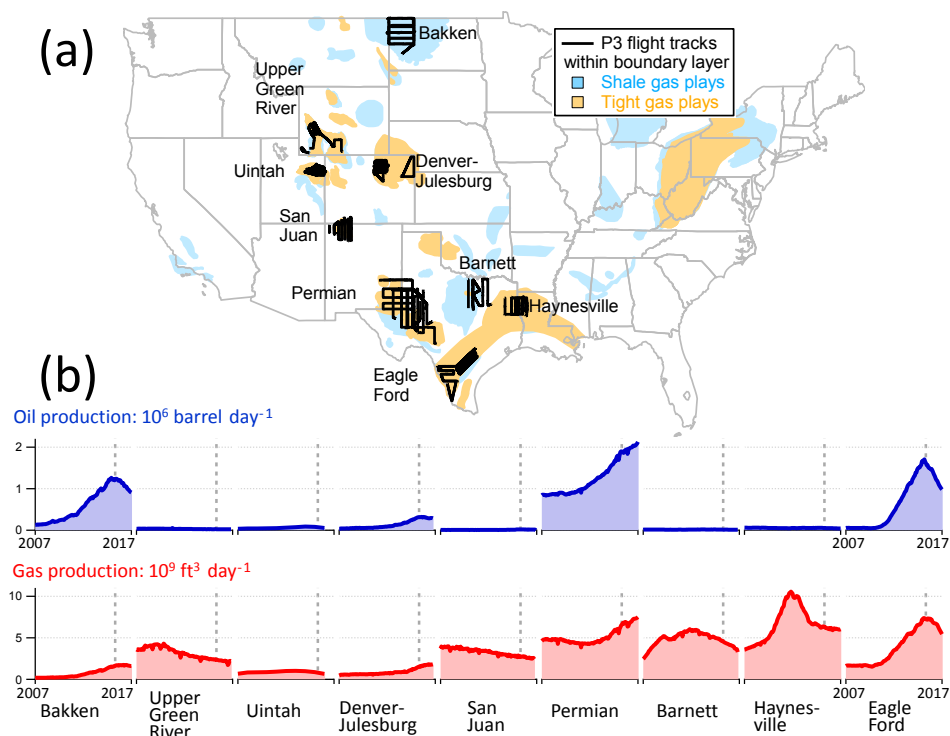 (a)
Bakken
P3 flight tracks
within boundary layer
Shale gas plays
Tight gas plays
Upper
Green
River
Uintah
Denver-
Julesburg
San
Juan
Barnett
Permian
Haynesville
Eagle
Ford
(b)
Oil production: 10⁶ barrel day⁻¹
2
1
0
2007 2017 2007 2017
Gas production: 10⁹ ft³ day⁻¹
10
5
0
2007 2017 2007 2017
Bakken
Upper
Green
River
Uintah
Denver-
Julesburg
San
Juan
Permian
Barnett
Haynes-
ville
Eagle
Ford